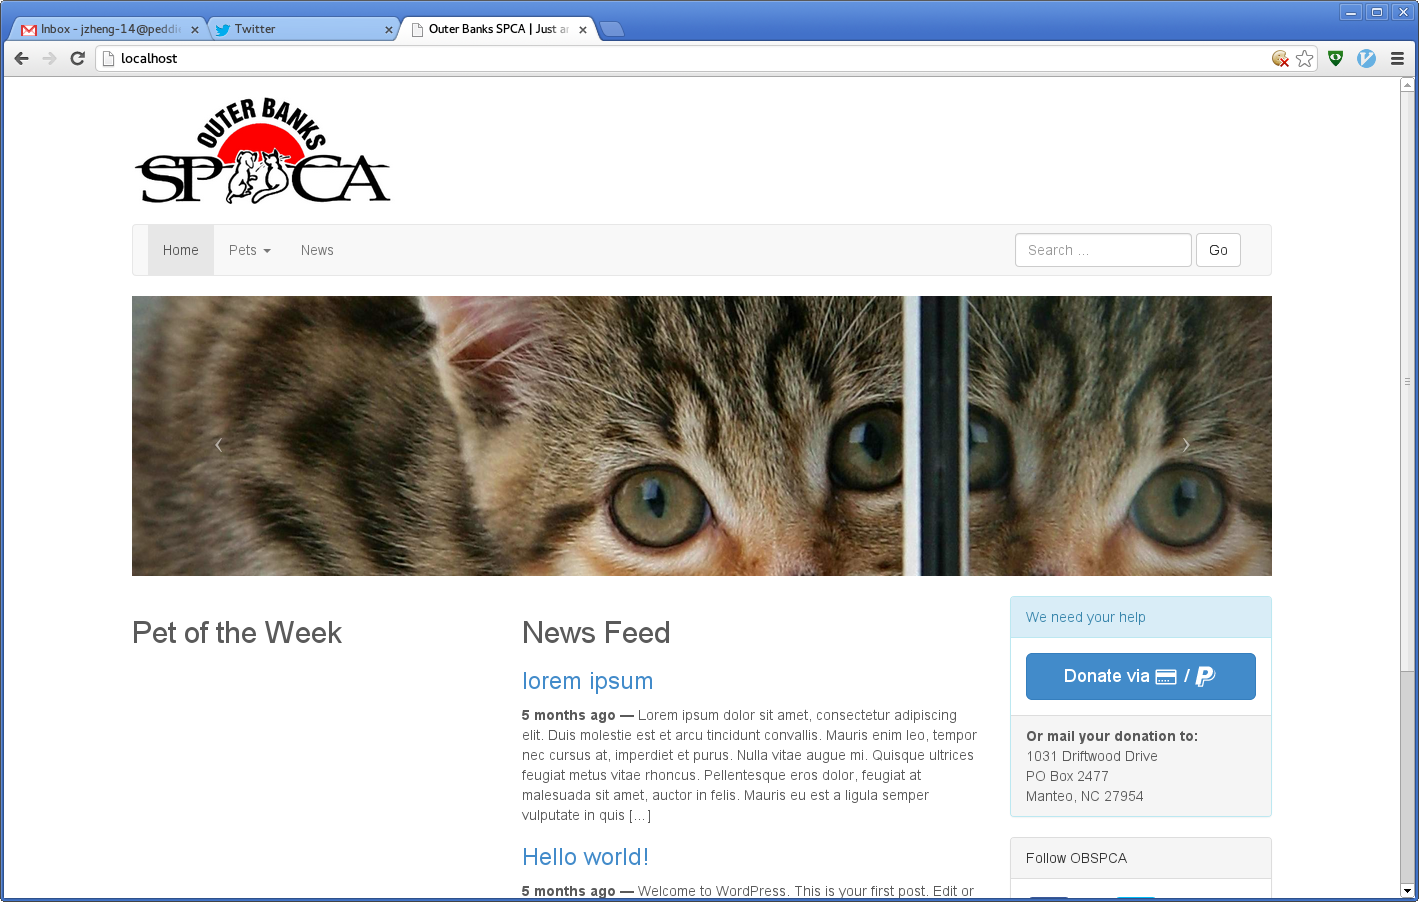 Inbox - jzheng-14@peddie
Twitter
Outer Banks SPCA | Just an
localhost
OUTER BANKS
SPCA
Home
Pets
News
Search …
Go
Pet of the Week
News Feed
lorem ipsum
5 months ago — Lorem ipsum dolor sit amet, consectetur adipiscing
elit. Duis molestie est et arcu tincidunt convallis. Mauris enim leo, tempor
nec cursus at, imperdiet et purus. Nulla vitae augue mi. Quisque ultrices
feugiat metus vitae rhoncus. Pellentesque eros dolor, feugiat at
malesuada sit amet, auctor in felis. Mauris eu est a ligula semper
vulputate in quis […]
Hello world!
5 months ago — Welcome to WordPress. This is your first post. Edit or
We need your help
Donate via /
Or mail your donation to:
1031 Driftwood Drive
PO Box 2477
Manteo, NC 27954
Follow OBSPCA